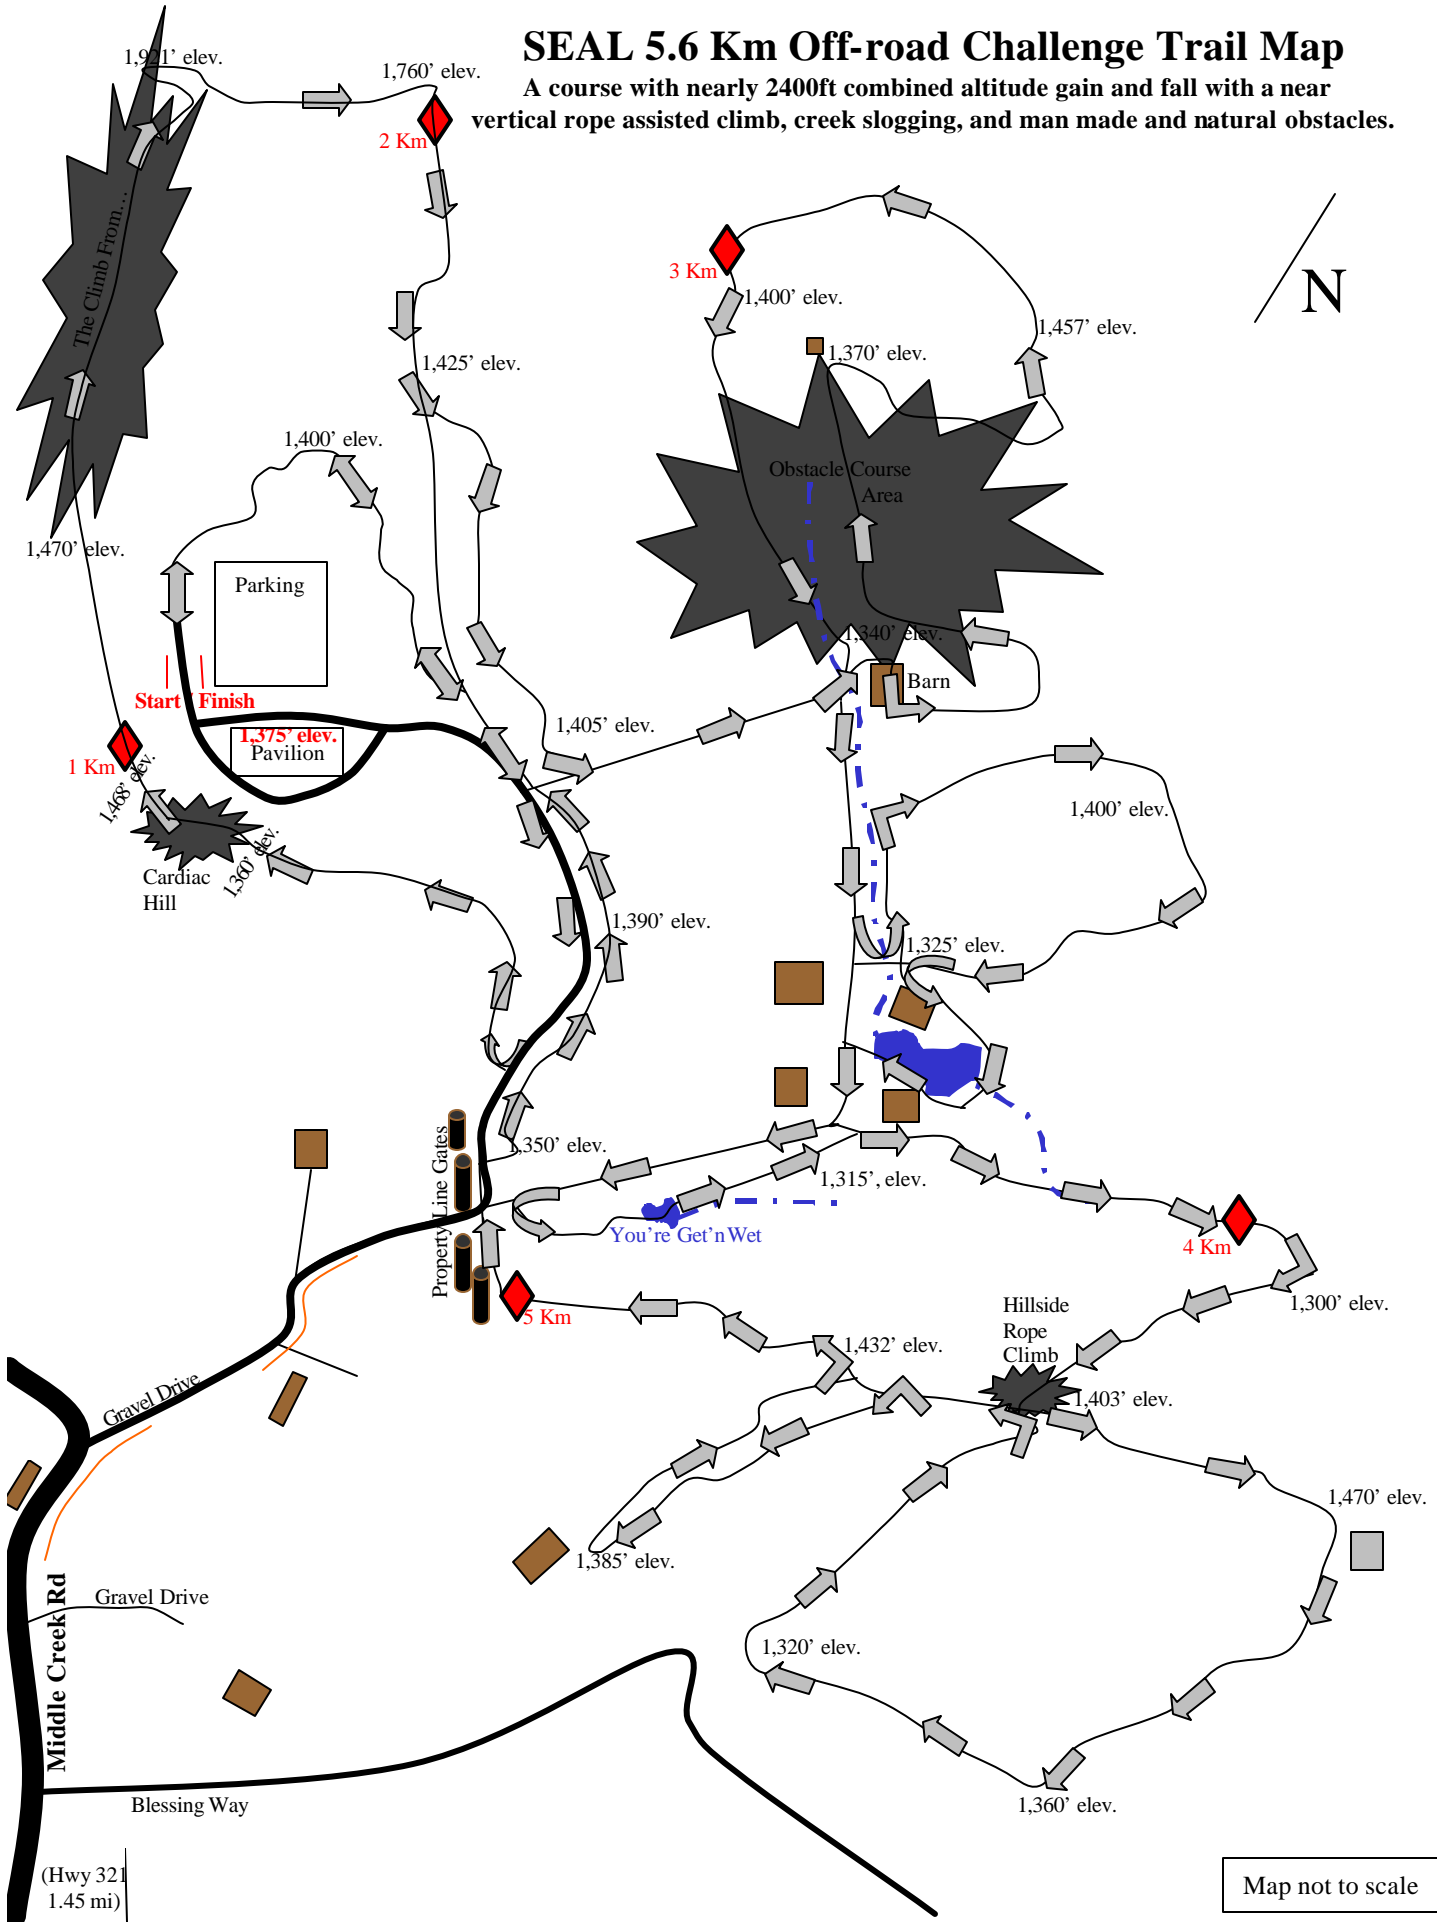 SEAL 5.6 Km Off-road Challenge Trail Map
A course with nearly 2400ft combined altitude gain and fall with a near
vertical rope assisted climb, creek slogging, and man made and natural obstacles.
1,921’ elev.
1,760’ elev.
2 Km
The Climb From…
3 Km
1,400’ elev.
N
1,457’ elev.
1,425’ elev.
1,370’ elev.
1,400’ elev.
Obstacle Course
Area
1,470’ elev.
Parking
1,340’ elev.
Barn
Start / Finish
1,375’ elev.
Pavilion
1,405’ elev.
1 Km
1,468’ elev.
1,400’ elev.
Cardiac
Hill
1,360’ elev.
1,390’ elev.
1,325’ elev.
Property Line Gates
1,350’ elev.
1,315’, elev.
You’re Get’n Wet
4 Km
5 Km
1,300’ elev.
Hillside
Rope
Climb
1,432’ elev.
1,403’ elev.
Gravel Drive
1,470’ elev.
1,385’ elev.
Gravel Drive
Middle Creek Rd
1,320’ elev.
1,360’ elev.
Blessing Way
(Hwy 321
1.45 mi)
Map not to scale